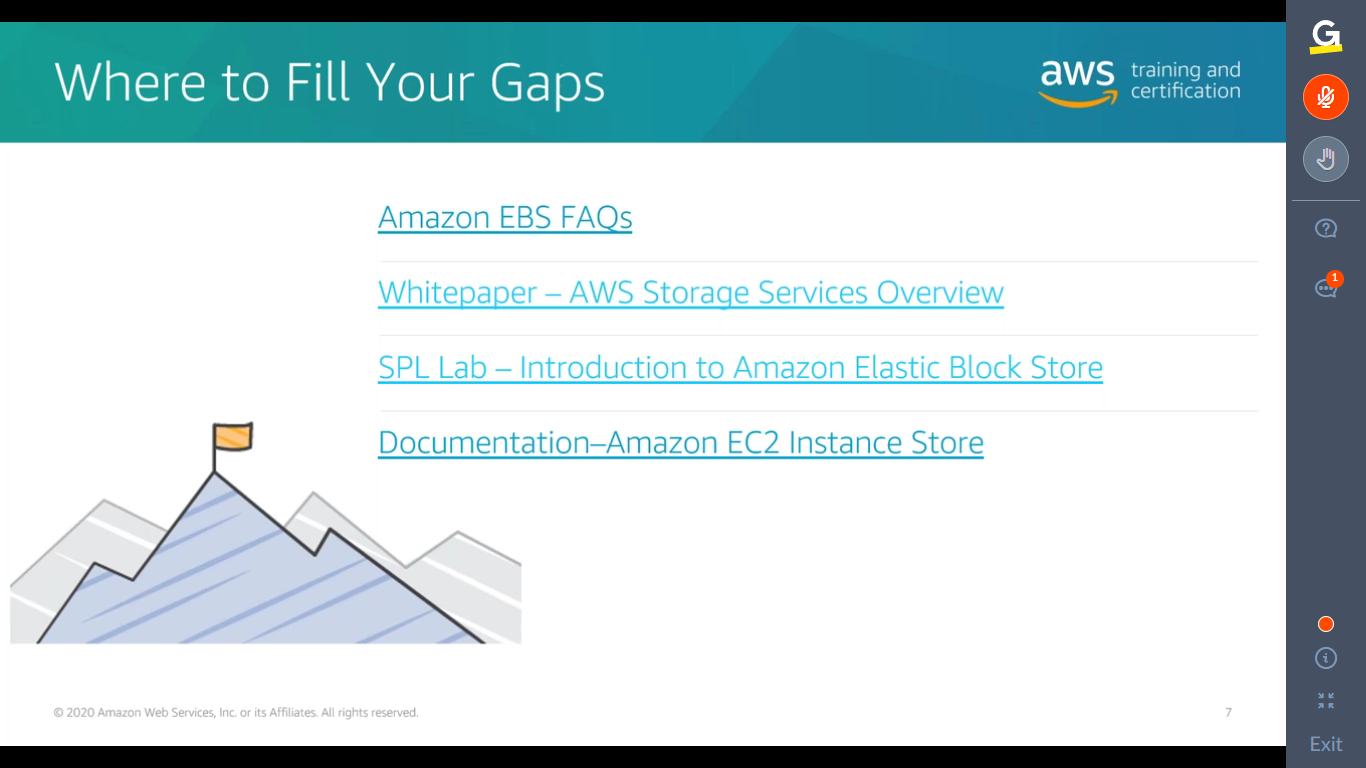 Where to Fill Your Gaps
aws training and
certification
Amazon EBS FAQs
Whitepaper – AWS Storage Services Overview
SPL Lab – Introduction to Amazon Elastic Block Store
Documentation–Amazon EC2 Instance Store
© 2020 Amazon Web Services, Inc. or its Affiliates. All rights reserved.
7
G
?
1
i
Exit